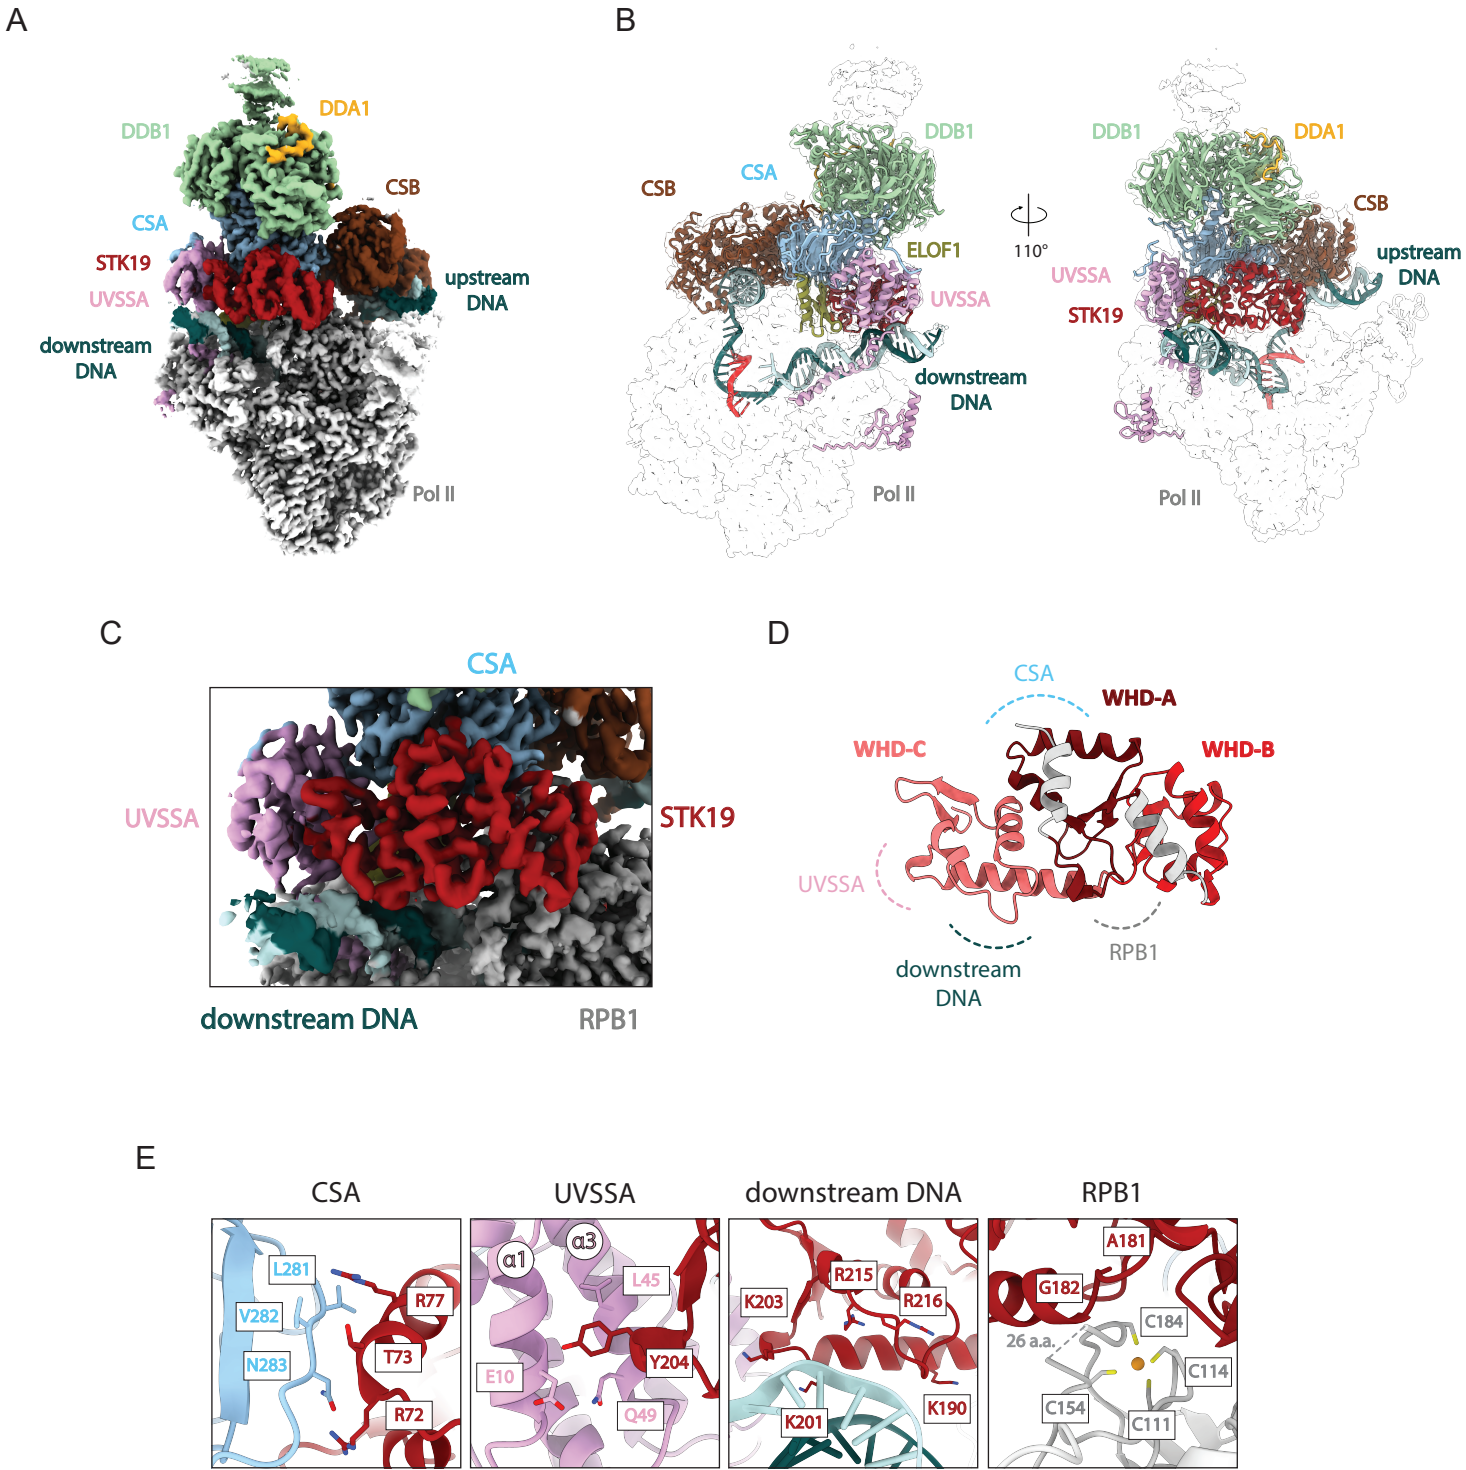 A
DDA1
DDB1
CSB
CSA
STK19
UVSSA
upstream
DNA
downstream
DNA
Pol II
B
DDB1
CSA
CSB
ELOF1
UVSSA
downstream
DNA
Pol II
110°
DDB1
DDA1
CSB
upstream
DNA
UVSSA
STK19
Pol II
C
CSA
UVSSA
STK19
downstream DNA
RPB1
D
CSA
WHD-A
WHD-C
WHD-B
UVSSA
RPB1
downstream
DNA
E
CSA
L281
V282
R77
N283
T73
R72
UVSSA
α1
α3
L45
E10
Y204
Q49
downstream DNA
R215
K203
R216
K201
K190
RPB1
A181
G182
C184
26 a.a.
C114
C154
C111